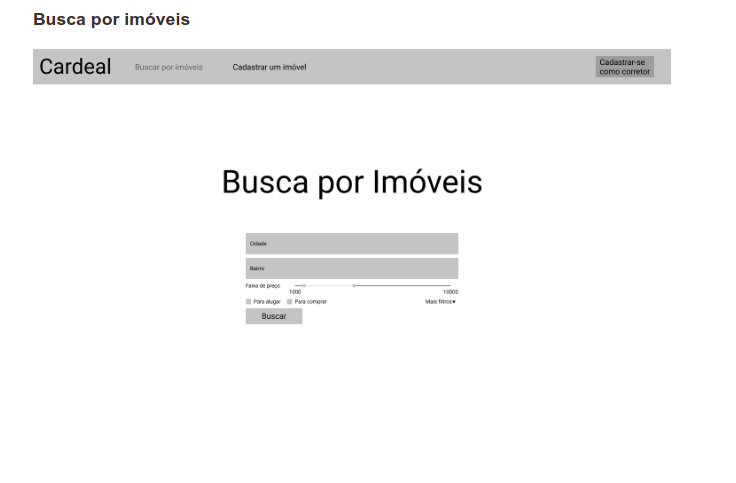 Busca por imóveis
Cardeal Buscar por imóveis Cadastrar um imóvel Cadastrar-se
como corretor
Busca por Imóveis
Cidade
Bairro
Faixa de preço
1000 10000
Para alugar Para comprar Mais filtros▾
Buscar